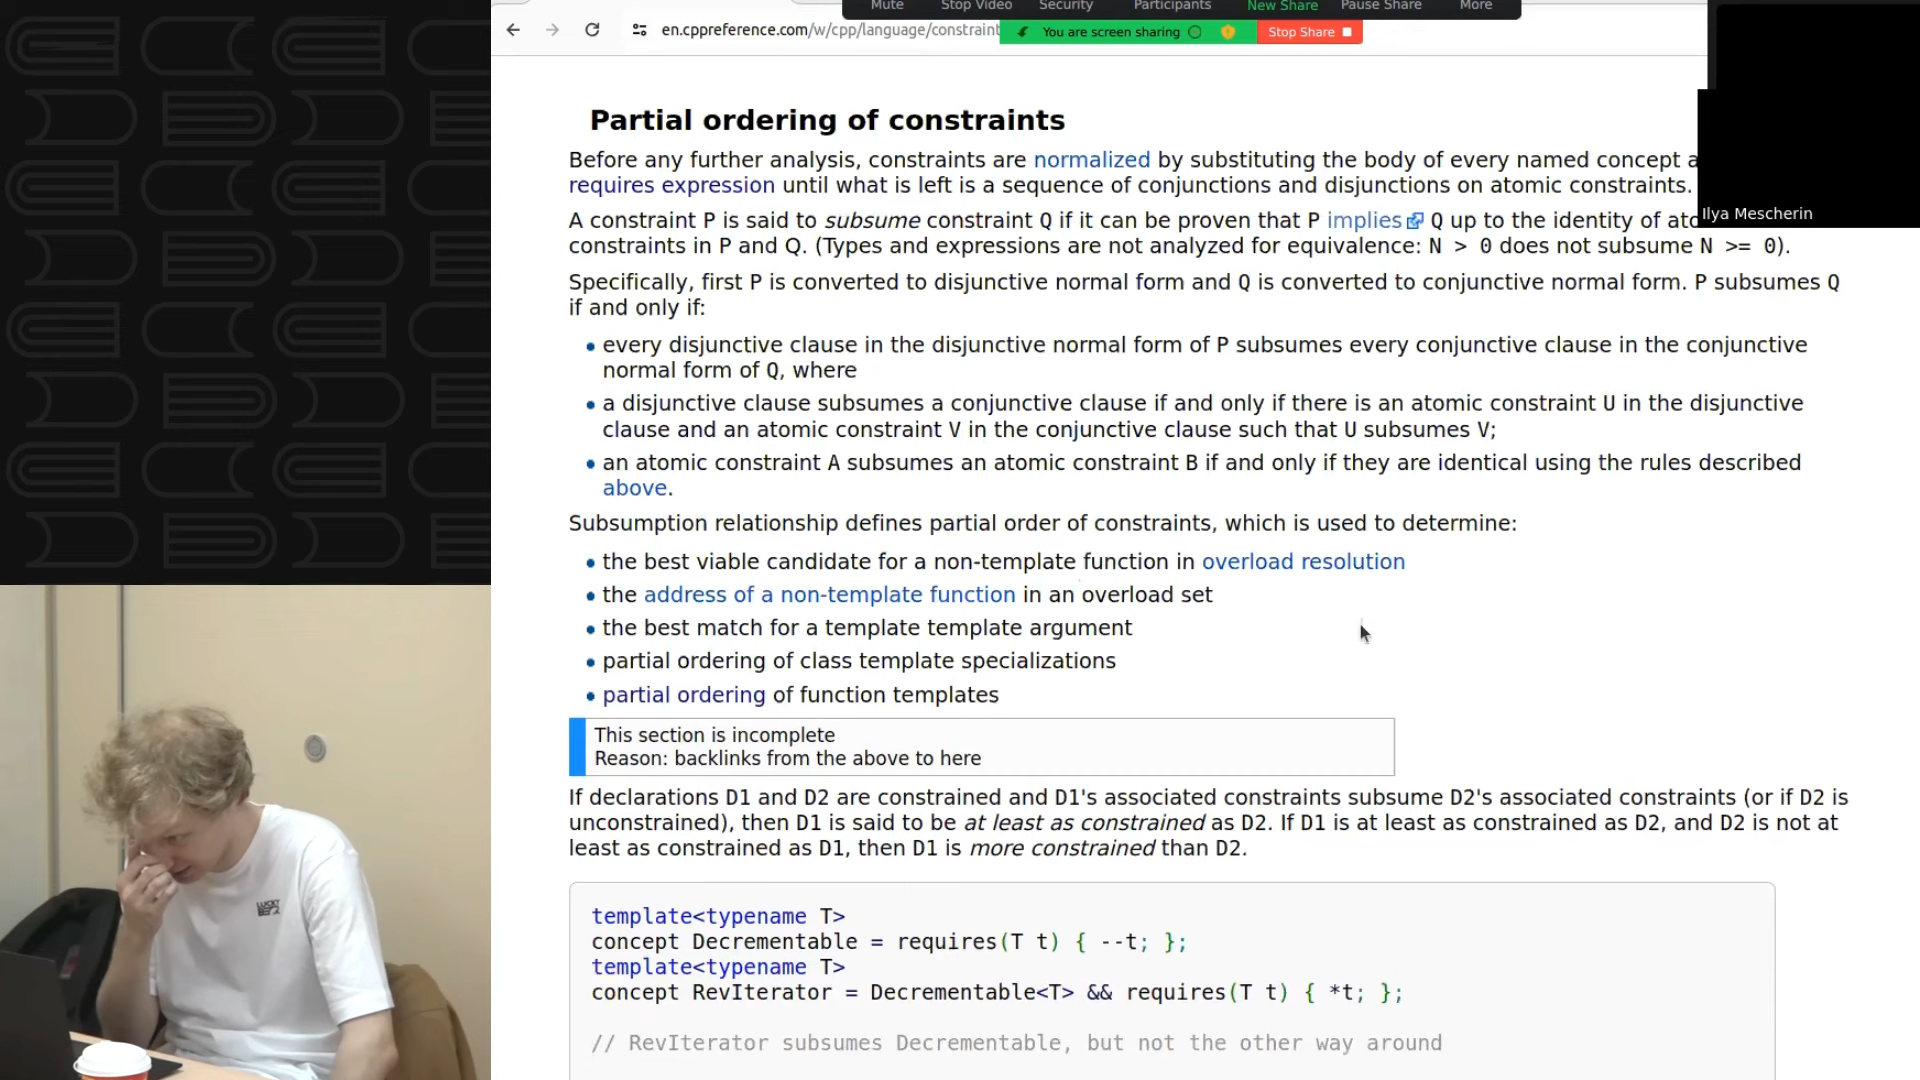 Mute Stop Video Security Participants New Share Pause Share More
en.cppreference.com/w/cpp/language/constraint
You are screen sharing Stop Share
Partial ordering of constraints
Before any further analysis, constraints are normalized by substituting the body of every named concept a
requires expression until what is left is a sequence of conjunctions and disjunctions on atomic constraints.
Ilya Mescherin
A constraint P is said to subsume constraint Q if it can be proven that P implies Q up to the identity of ato
constraints in P and Q. (Types and expressions are not analyzed for equivalence: N > 0 does not subsume N >= 0).
Specifically, first P is converted to disjunctive normal form and Q is converted to conjunctive normal form. P subsumes Q
if and only if:
• every disjunctive clause in the disjunctive normal form of P subsumes every conjunctive clause in the conjunctive
normal form of Q, where
• a disjunctive clause subsumes a conjunctive clause if and only if there is an atomic constraint U in the disjunctive
clause and an atomic constraint V in the conjunctive clause such that U subsumes V;
• an atomic constraint A subsumes an atomic constraint B if and only if they are identical using the rules described
above.
Subsumption relationship defines partial order of constraints, which is used to determine:
• the best viable candidate for a non-template function in overload resolution
• the address of a non-template function in an overload set
• the best match for a template template argument
• partial ordering of class template specializations
• partial ordering of function templates
This section is incomplete
Reason: backlinks from the above to here
If declarations D1 and D2 are constrained and D1's associated constraints subsume D2's associated constraints (or if D2 is
unconstrained), then D1 is said to be at least as constrained as D2. If D1 is at least as constrained as D2, and D2 is not at
least as constrained as D1, then D1 is more constrained than D2.
template<typename T>
concept Decrementable = requires(T t) { --t; };
template<typename T>
concept RevIterator = Decrementable<T> && requires(T t) { *t; };
// RevIterator subsumes Decrementable, but not the other way around